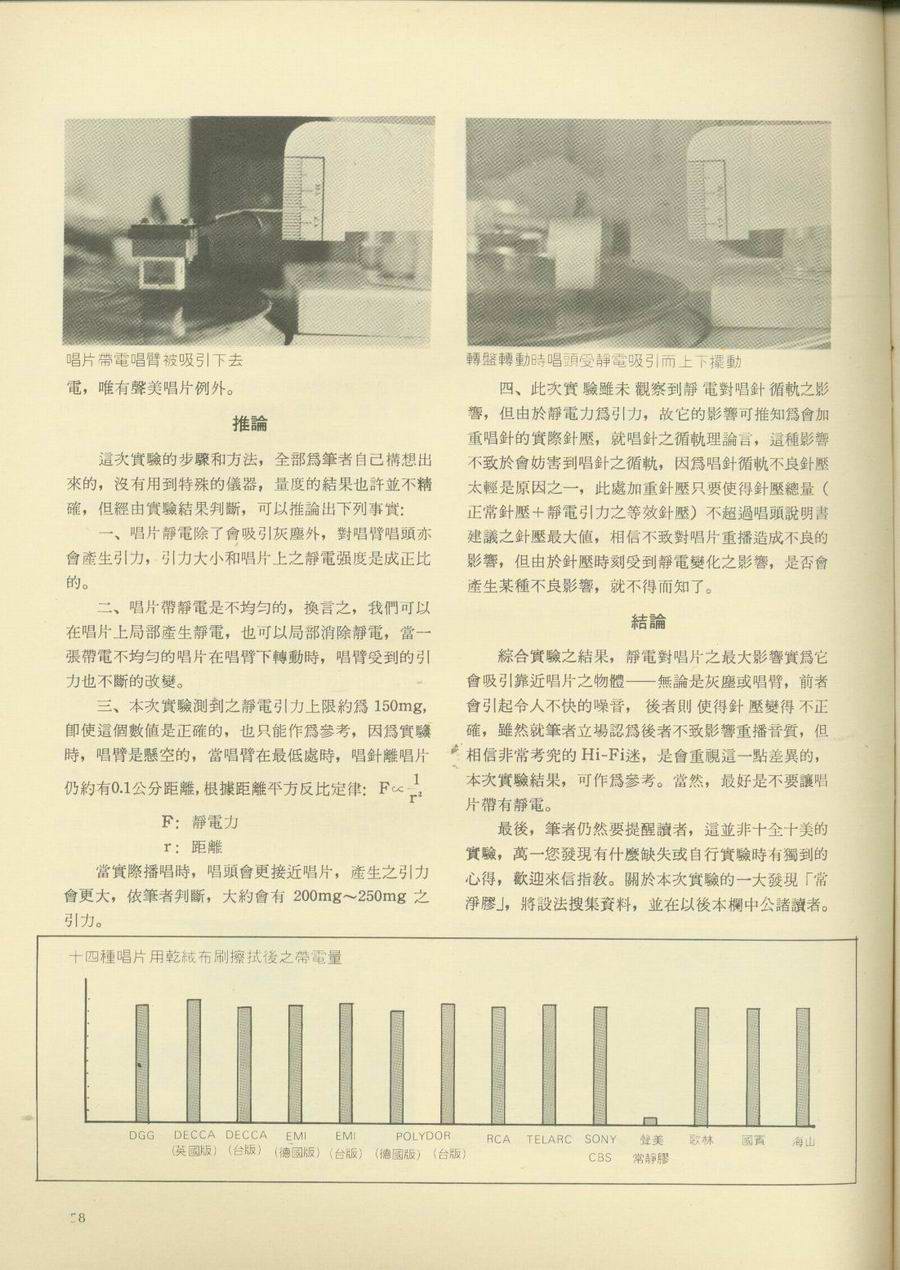 唱片帶電唱臂被吸引下去
電，唯有聲美唱片例外。
推論
這次實驗的步驟和方法，全部爲筆者自己構想出
來的，沒有用到特殊的儀器，量度的結果也許並不精
確，但經由實驗結果判斷，可以推論出下列事實：
一、唱片靜電除了會吸引灰塵外，對唱臂唱頭亦
會產生引力，引力大小和唱片上之靜電强度是成正比
的。
二、唱片帶靜電是不均勻的，換言之，我們可以
在唱片上局部產生靜電，也可以局部消除靜電，當一
張帶電不均勻的唱片在唱臂下轉動時，唱臂受到的引
力也不斷的改變。
三、本次實驗測到之靜電引力上限約爲 150mg，
卽使這個數值是正確的，也只能作爲參考，因爲實驗
時，唱臂是懸空的，當唱臂在最低處時，唱針離唱片
仍約有0.1公分距離，根據距離平方反比定律：F∝1/r²
F：靜電力
r：距離
當實際播唱時，唱頭會更接近唱片，產生之引力
會更大，依筆者判斷，大約會有 200mg～250mg 之
引力。
轉盤轉動時唱頭受靜電吸引而上下擺動
四、此次實驗雖未觀察到靜電對唱針循軌之影
響，但由於靜電力爲引力，故它的影響可推知爲會加
重唱針的實際針壓，就唱針之循軌理論言，這種影響
不致於會妨害到唱針之循軌，因爲唱針循軌不良針壓
太輕是原因之一，此處加重針壓只要使得針壓總量（
正常針壓＋靜電引力之等效針壓）不超過唱頭說明書
建議之針壓最大値，相信不致對唱片重播造成不良的
影響，但由於針壓時刻受到靜電變化之影響，是否會
產生某種不良影響，就不得而知了。
結論
綜合實驗之結果，靜電對唱片之最大影響實爲它
會吸引靠近唱片之物體——無論是灰塵或唱臂，前者
會引起令人不快的噪音，後者則使得針壓變得不正
確，雖然就筆者立場認爲後者不致影響重播音質，但
相信非常考究的 Hi-Fi迷，是會重視這一點差異的，
本次實驗結果，可作爲參考。當然，最好是不要讓唱
片帶有靜電。
最後，筆者仍然要提醒讀者，這並非十全十美的
實驗，萬一您發現有什麼缺失或自行實驗時有獨到的
心得，歡迎來信指教。關於本次實驗的一大發現「常
淨膠」，將設法搜集資料，並在以後本欄中公諸讀者。
十四種唱片用乾絨布刷擦拭後之帶電量
DGG DECCA DECCA EMI EMI POLYDOR RCA TELARC SONY 聲美 歌林 國賓 海山
(英國版) (台版) (德國版) (台版) (德國版) (台版) CBS 常靜膠
58